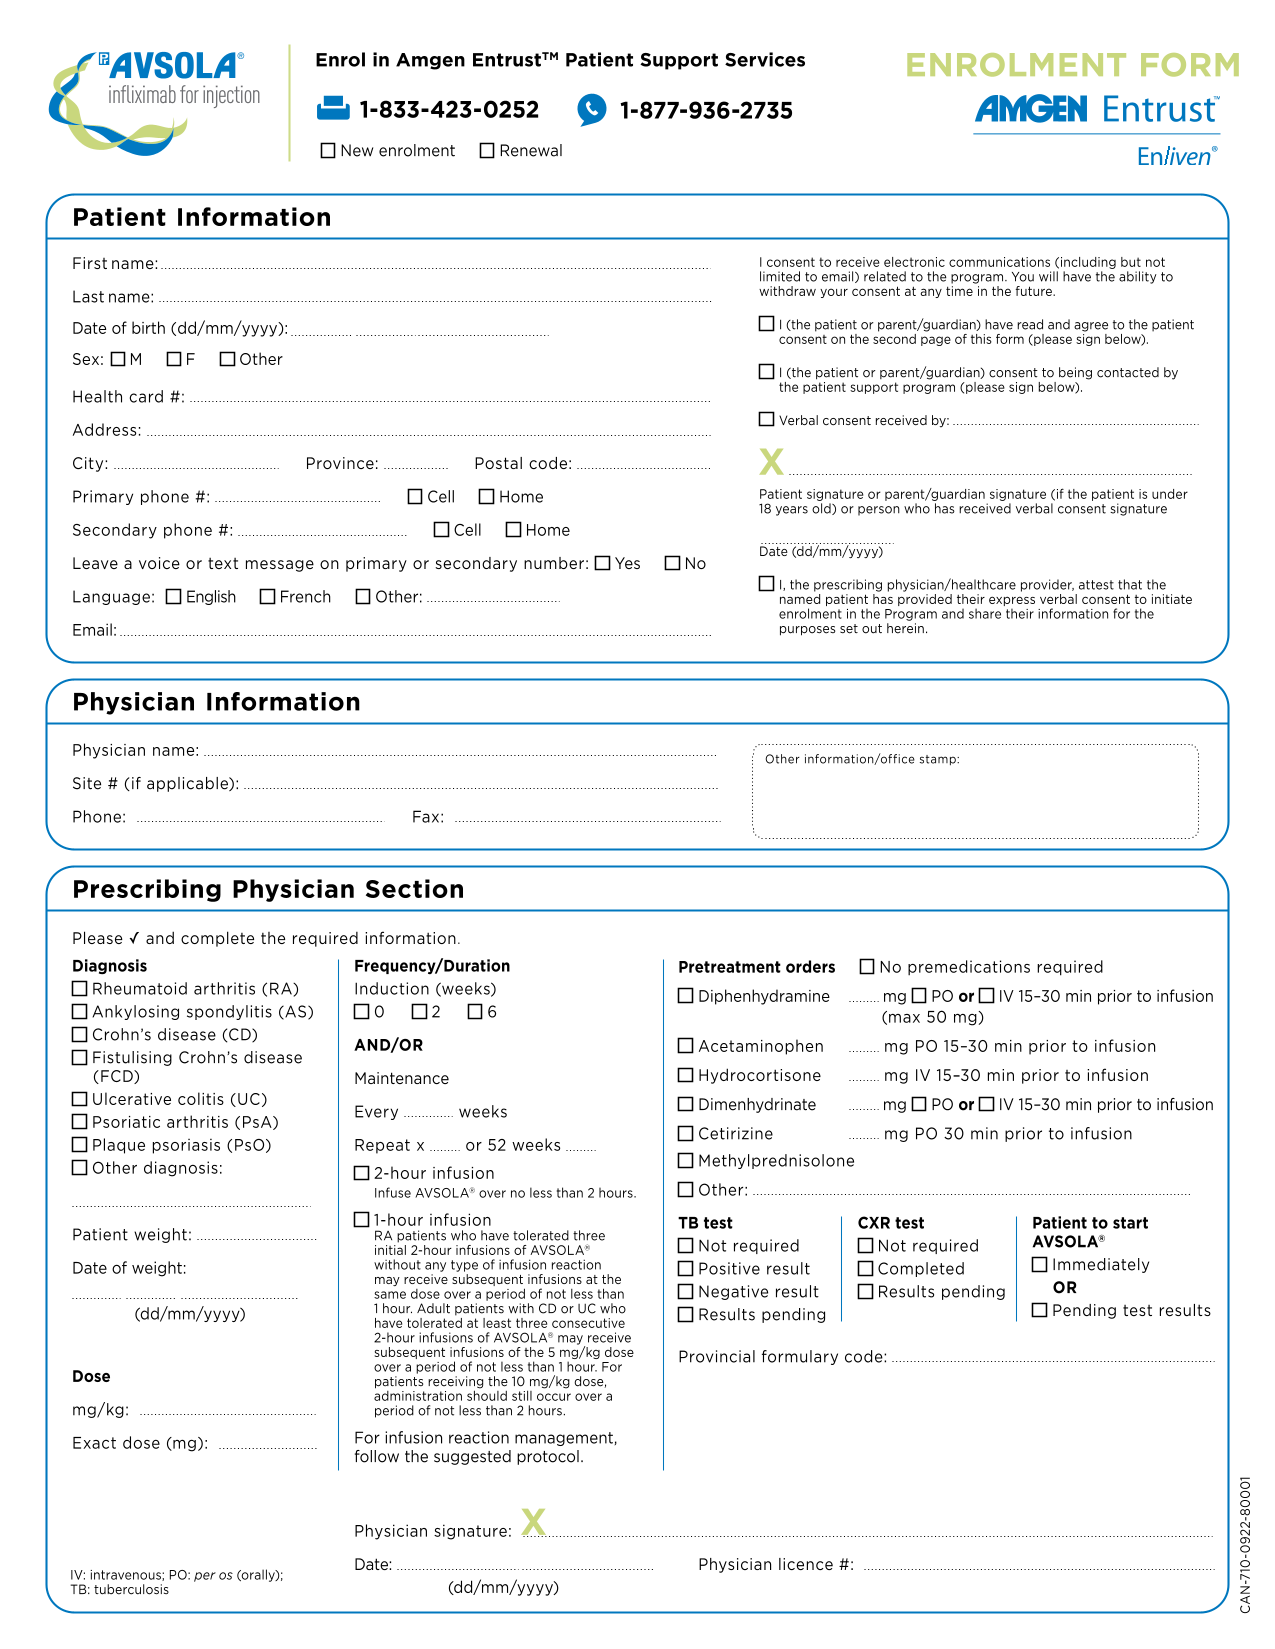 Pr AVSOLA®
infliximab for injection
Enrol in Amgen Entrust™ Patient Support Services
1-833-423-0252 1-877-936-2735
☐ New enrolment ☐ Renewal
ENROLMENT FORM
AMGEN Entrust™
Enliven®
Patient Information
First name:
Last name:
Date of birth (dd/mm/yyyy):
Sex: ☐ M ☐ F ☐ Other
Health card #:
Address:
City: Province: Postal code:
Primary phone #: ☐ Cell ☐ Home
Secondary phone #: ☐ Cell ☐ Home
Leave a voice or text message on primary or secondary number: ☐ Yes ☐ No
Language: ☐ English ☐ French ☐ Other:
Email:
I consent to receive electronic communications (including but not
limited to email) related to the program. You will have the ability to
withdraw your consent at any time in the future.
☐ I (the patient or parent/guardian) have read and agree to the patient
consent on the second page of this form (please sign below).
☐ I (the patient or parent/guardian) consent to being contacted by
the patient support program (please sign below).
☐ Verbal consent received by:
X
Patient signature or parent/guardian signature (if the patient is under
18 years old) or person who has received verbal consent signature
Date (dd/mm/yyyy)
☐ I, the prescribing physician/healthcare provider, attest that the
named patient has provided their express verbal consent to initiate
enrolment in the Program and share their information for the
purposes set out herein.
Physician Information
Physician name:
Site # (if applicable):
Phone: Fax:
Other information/office stamp:
Prescribing Physician Section
Please ✓ and complete the required information.
Diagnosis
☐ Rheumatoid arthritis (RA)
☐ Ankylosing spondylitis (AS)
☐ Crohn's disease (CD)
☐ Fistulising Crohn's disease
(FCD)
☐ Ulcerative colitis (UC)
☐ Psoriatic arthritis (PsA)
☐ Plaque psoriasis (PsO)
☐ Other diagnosis:
Patient weight:
Date of weight:
(dd/mm/yyyy)
Dose
mg/kg:
Exact dose (mg):
Frequency/Duration
Induction (weeks)
☐ 0 ☐ 2 ☐ 6
AND/OR
Maintenance
Every ............. weeks
Repeat x ........ or 52 weeks ........
☐ 2-hour infusion
Infuse AVSOLA® over no less than 2 hours.
☐ 1-hour infusion
RA patients who have tolerated three
initial 2-hour infusions of AVSOLA®
without any type of infusion reaction
may receive subsequent infusions at the
same dose over a period of not less than
1 hour. Adult patients with CD or UC who
have tolerated at least three consecutive
2-hour infusions of AVSOLA® may receive
subsequent infusions of the 5 mg/kg dose
over a period of not less than 1 hour. For
patients receiving the 10 mg/kg dose,
administration should still occur over a
period of not less than 2 hours.
For infusion reaction management,
follow the suggested protocol.
Pretreatment orders ☐ No premedications required
☐ Diphenhydramine ......... mg ☐ PO or ☐ IV 15–30 min prior to infusion
(max 50 mg)
☐ Acetaminophen ......... mg PO 15–30 min prior to infusion
☐ Hydrocortisone ......... mg IV 15–30 min prior to infusion
☐ Dimenhydrinate ......... mg ☐ PO or ☐ IV 15–30 min prior to infusion
☐ Cetirizine ......... mg PO 30 min prior to infusion
☐ Methylprednisolone
☐ Other:
TB test
☐ Not required
☐ Positive result
☐ Negative result
☐ Results pending
CXR test
☐ Not required
☐ Completed
☐ Results pending
Patient to start
AVSOLA®
☐ Immediately
OR
☐ Pending test results
Provincial formulary code:
Physician signature: X
Date: Physician licence #:
(dd/mm/yyyy)
IV: intravenous; PO: per os (orally);
TB: tuberculosis
CAN-710-0922-80001